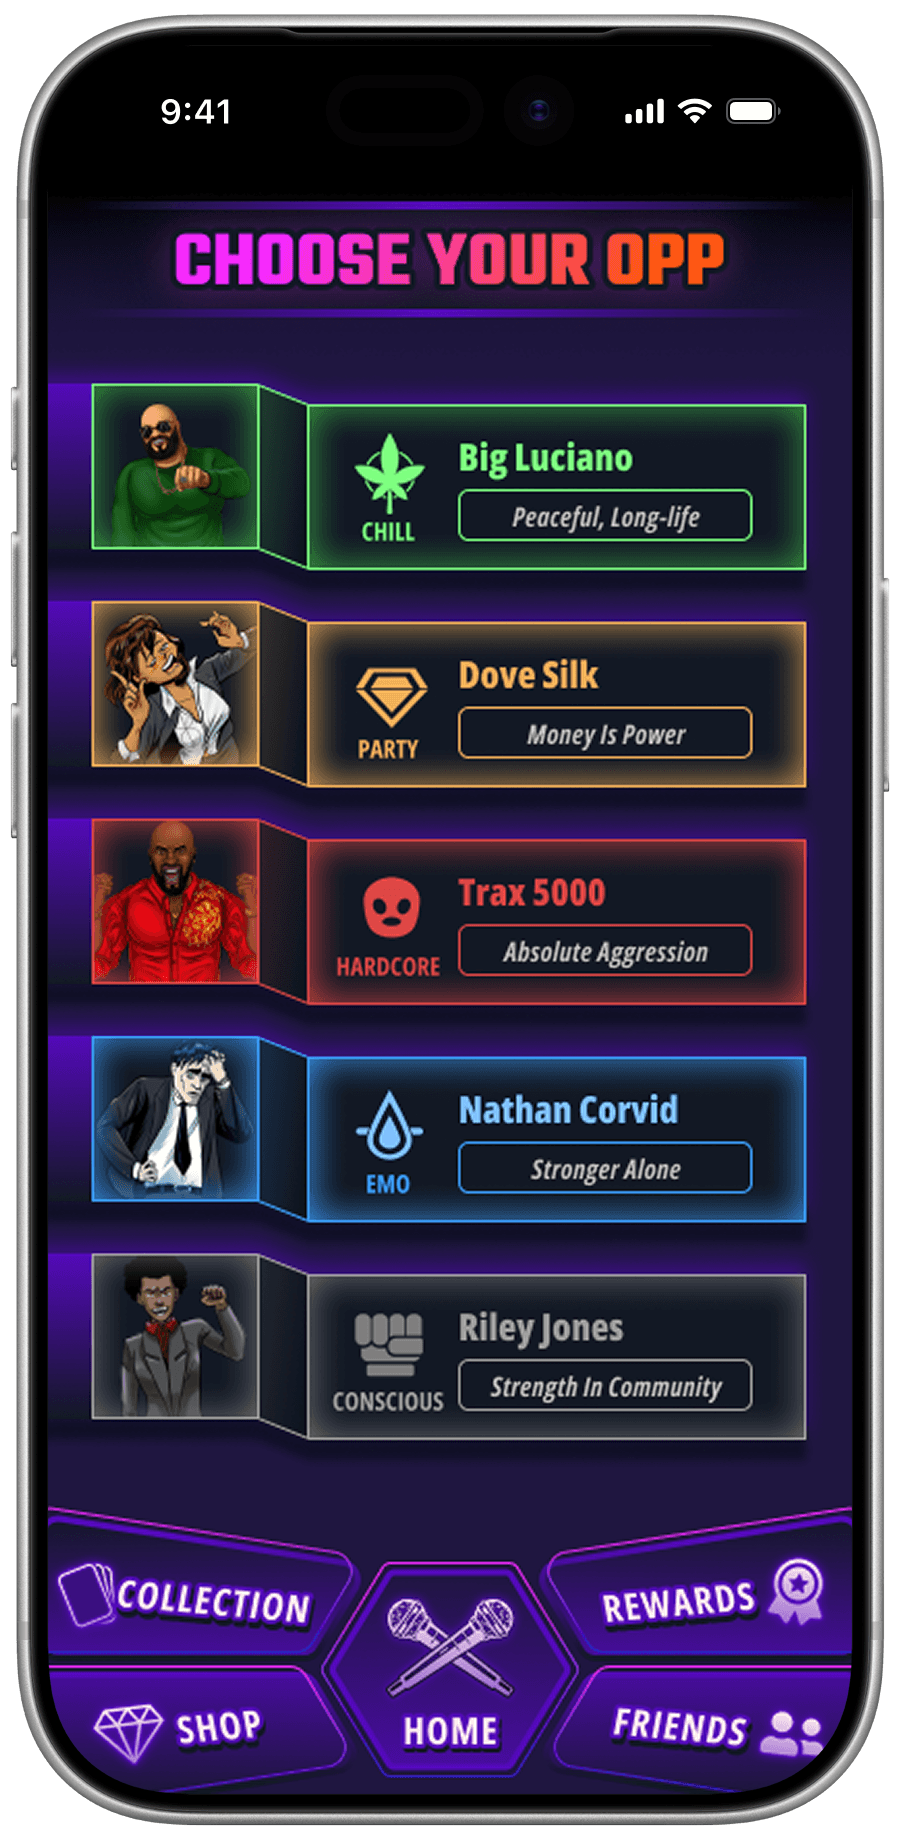 9:41
CHOOSE YOUR OPP
Big Luciano
Peaceful, Long-life
CHILL
Dove Silk
Money Is Power
PARTY
Trax 5000
Absolute Aggression
HARDCORE
Nathan Corvid
Stronger Alone
EMO
Riley Jones
Strength In Community
CONSCIOUS
COLLECTION
REWARDS
SHOP
HOME
FRIENDS